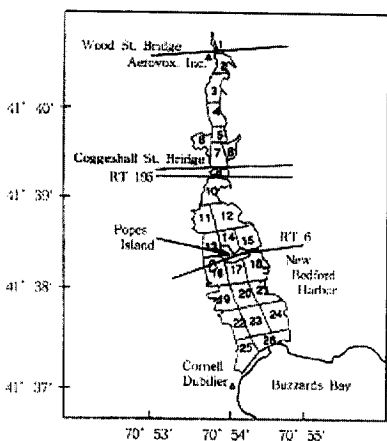 Wood St. Bridge
Aerovox, Inc.
1
2
3
4
41° 40'
5
6
7
8
Coggeshall St. Bridge
RT 195
41° 39'
10
11
12
Popes
Island
14
15
RT 6
13
16
17
18
New
Bedford
Harbor
41° 38'
19
20
21
22
23
24
25
26
Cornell
Dubilier
Buzzards Bay
41° 37'
70° 53' 70° 54' 70° 55'